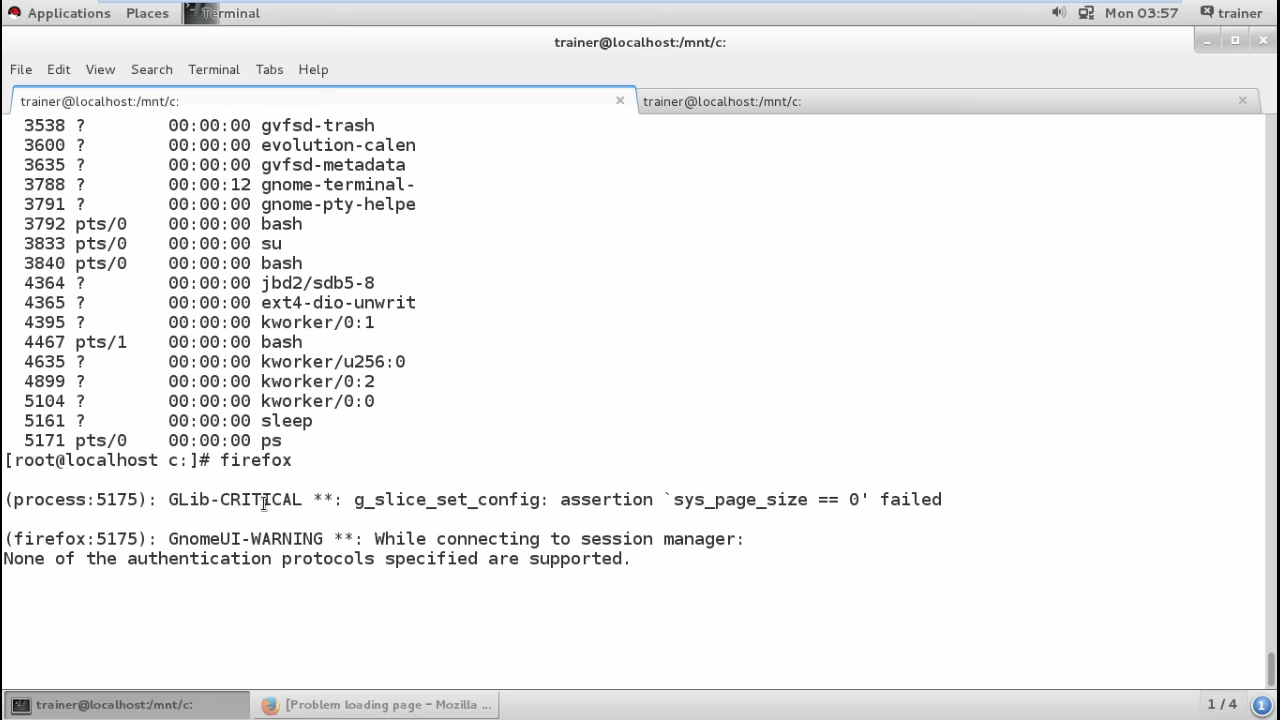 Applications Places Terminal Mon 03:57 trainer
trainer@localhost:/mnt/c:
File Edit View Search Terminal Tabs Help
trainer@localhost:/mnt/c: trainer@localhost:/mnt/c:
3538 ? 00:00:00 gvfsd-trash
3600 ? 00:00:00 evolution-calen
3635 ? 00:00:00 gvfsd-metadata
3788 ? 00:00:12 gnome-terminal-
3791 ? 00:00:00 gnome-pty-helpe
3792 pts/0 00:00:00 bash
3833 pts/0 00:00:00 su
3840 pts/0 00:00:00 bash
4364 ? 00:00:00 jbd2/sdb5-8
4365 ? 00:00:00 ext4-dio-unwrit
4395 ? 00:00:00 kworker/0:1
4467 pts/1 00:00:00 bash
4635 ? 00:00:00 kworker/u256:0
4899 ? 00:00:00 kworker/0:2
5104 ? 00:00:00 kworker/0:0
5161 ? 00:00:00 sleep
5171 pts/0 00:00:00 ps
[root@localhost c:]# firefox
(process:5175): GLib-CRITICAL **: g_slice_set_config: assertion `sys_page_size == 0' failed
(firefox:5175): GnomeUI-WARNING **: While connecting to session manager:
None of the authentication protocols specified are supported.
trainer@localhost:/mnt/c: [Problem loading page – Mozilla ... 1 / 4 1